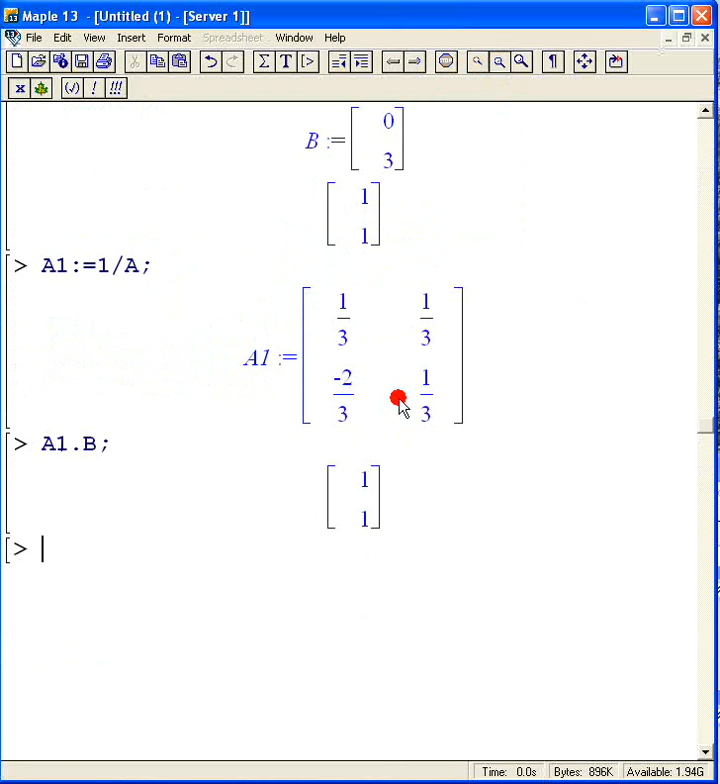 Maple 13 - [Untitled (1) - [Server 1]]
File Edit View Insert Format Spreadsheet Window Help
B := [ 0
3 ]
[ 1
1 ]
> A1:=1/A;
A1 := [ 1/3 1/3
-2/3 1/3 ]
> A1.B;
[ 1
1 ]
>
Time: 0.0s Bytes: 896K Available: 1.94G